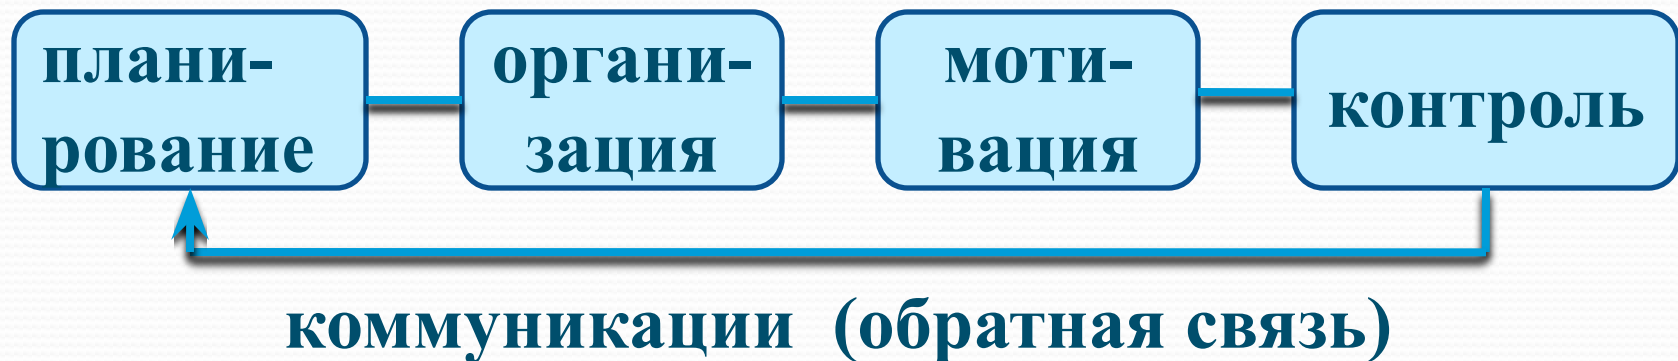 плани-
рование
органи-
зация
моти-
вация
контроль
коммуникации (обратная связь)